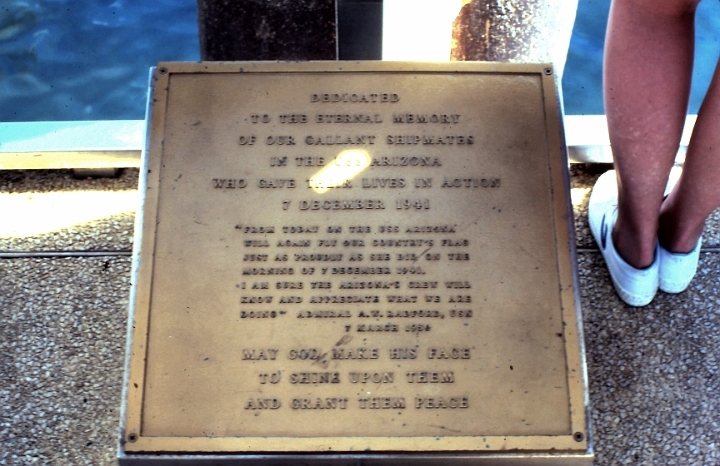 DEDICATED
TO THE ETERNAL MEMORY
OF OUR GALLANT SHIPMATES
IN THE USS ARIZONA
WHO GAVE THEIR LIVES IN ACTION
7 DECEMBER 1941
"FROM TODAY ON THE USS ARIZONA
WILL AGAIN FLY OUR COUNTRY'S FLAG
JUST AS PROUDLY AS SHE DID ON THE
MORNING OF 7 DECEMBER 1941.
I AM SURE THE ARIZONA'S CREW WILL
KNOW AND APPRECIATE WHAT WE ARE
DOING" ADMIRAL A.W. RADFORD, USN
7 MARCH 1950
MAY GOD MAKE HIS FACE
TO SHINE UPON THEM
AND GRANT THEM PEACE